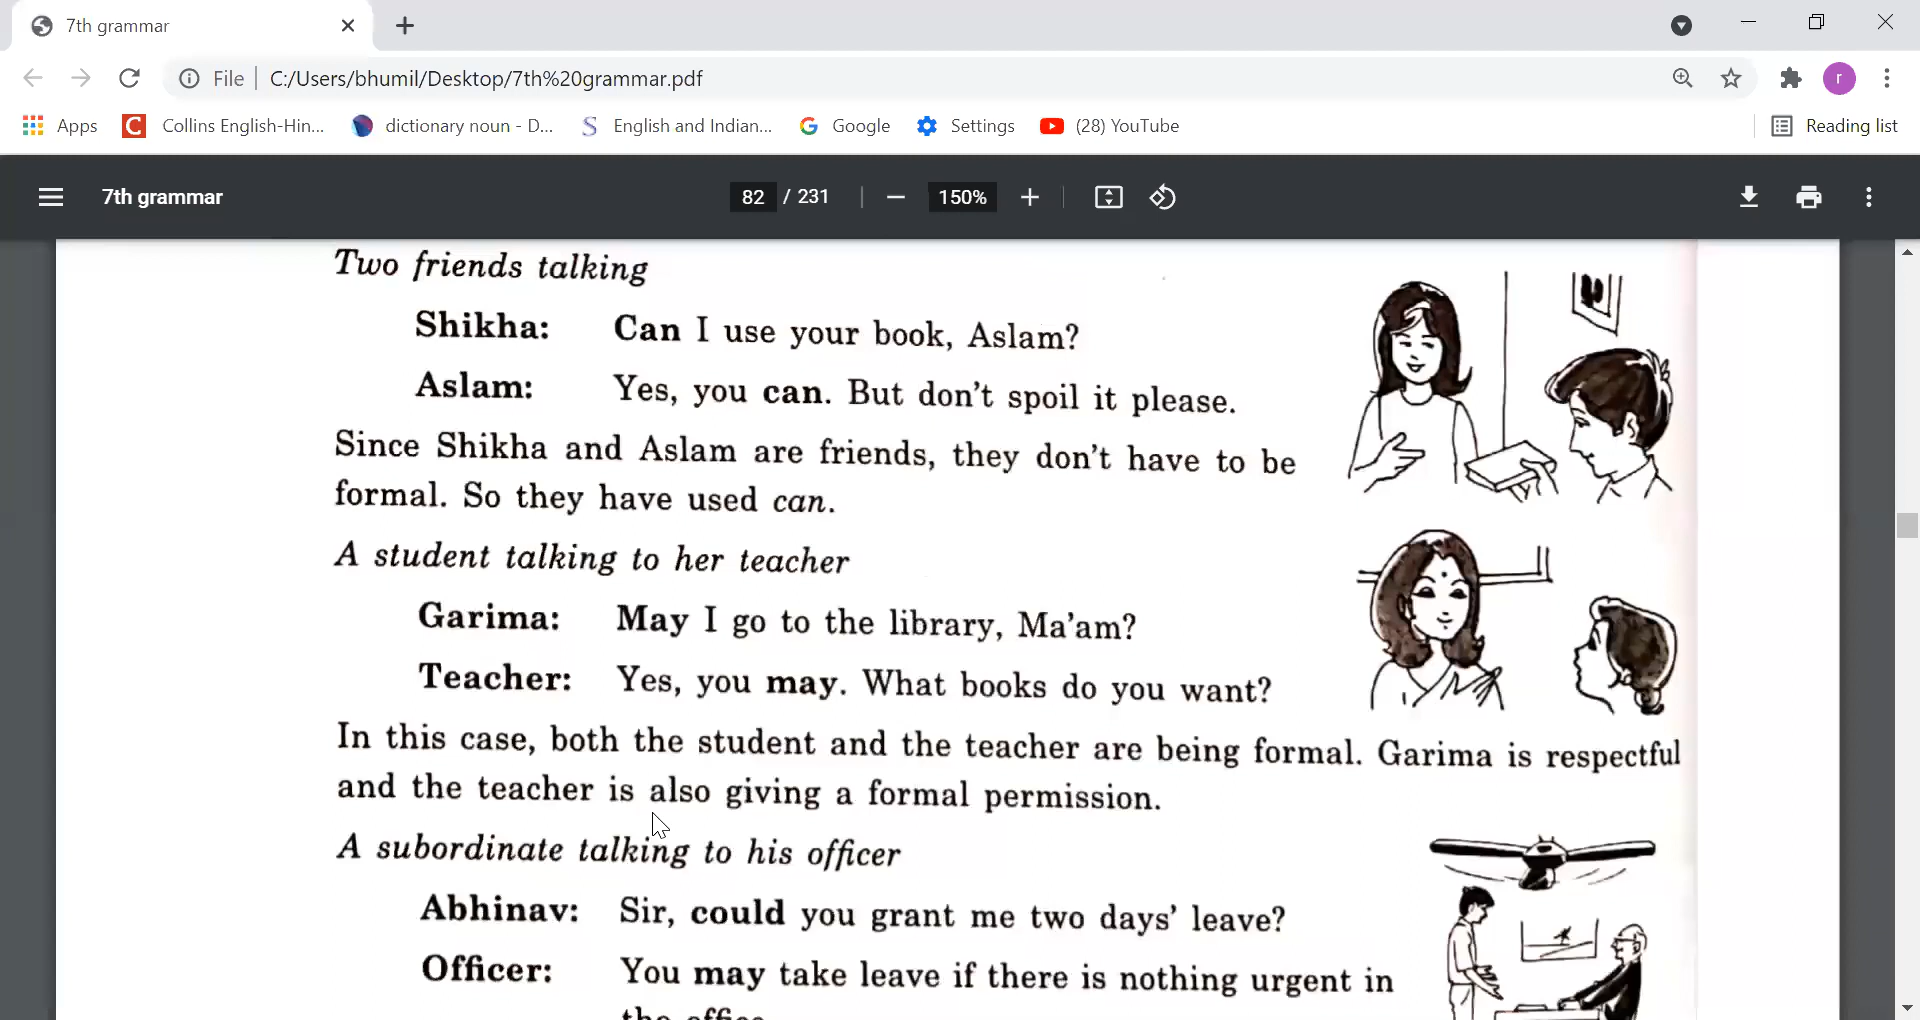 7th grammar
File C:/Users/bhumil/Desktop/7th%20grammar.pdf r
Apps Collins English-Hin... dictionary noun - D... English and Indian... Google Settings (28) YouTube Reading list
7th grammar 82 / 231 150%
Two friends talking
Shikha: Can I use your book, Aslam?
Aslam: Yes, you can. But don't spoil it please.
Since Shikha and Aslam are friends, they don't have to be
formal. So they have used can.
A student talking to her teacher
Garima: May I go to the library, Ma'am?
Teacher: Yes, you may. What books do you want?
In this case, both the student and the teacher are being formal. Garima is respectful
and the teacher is also giving a formal permission.
A subordinate talking to his officer
Abhinav: Sir, could you grant me two days' leave?
Officer: You may take leave if there is nothing urgent in
the office